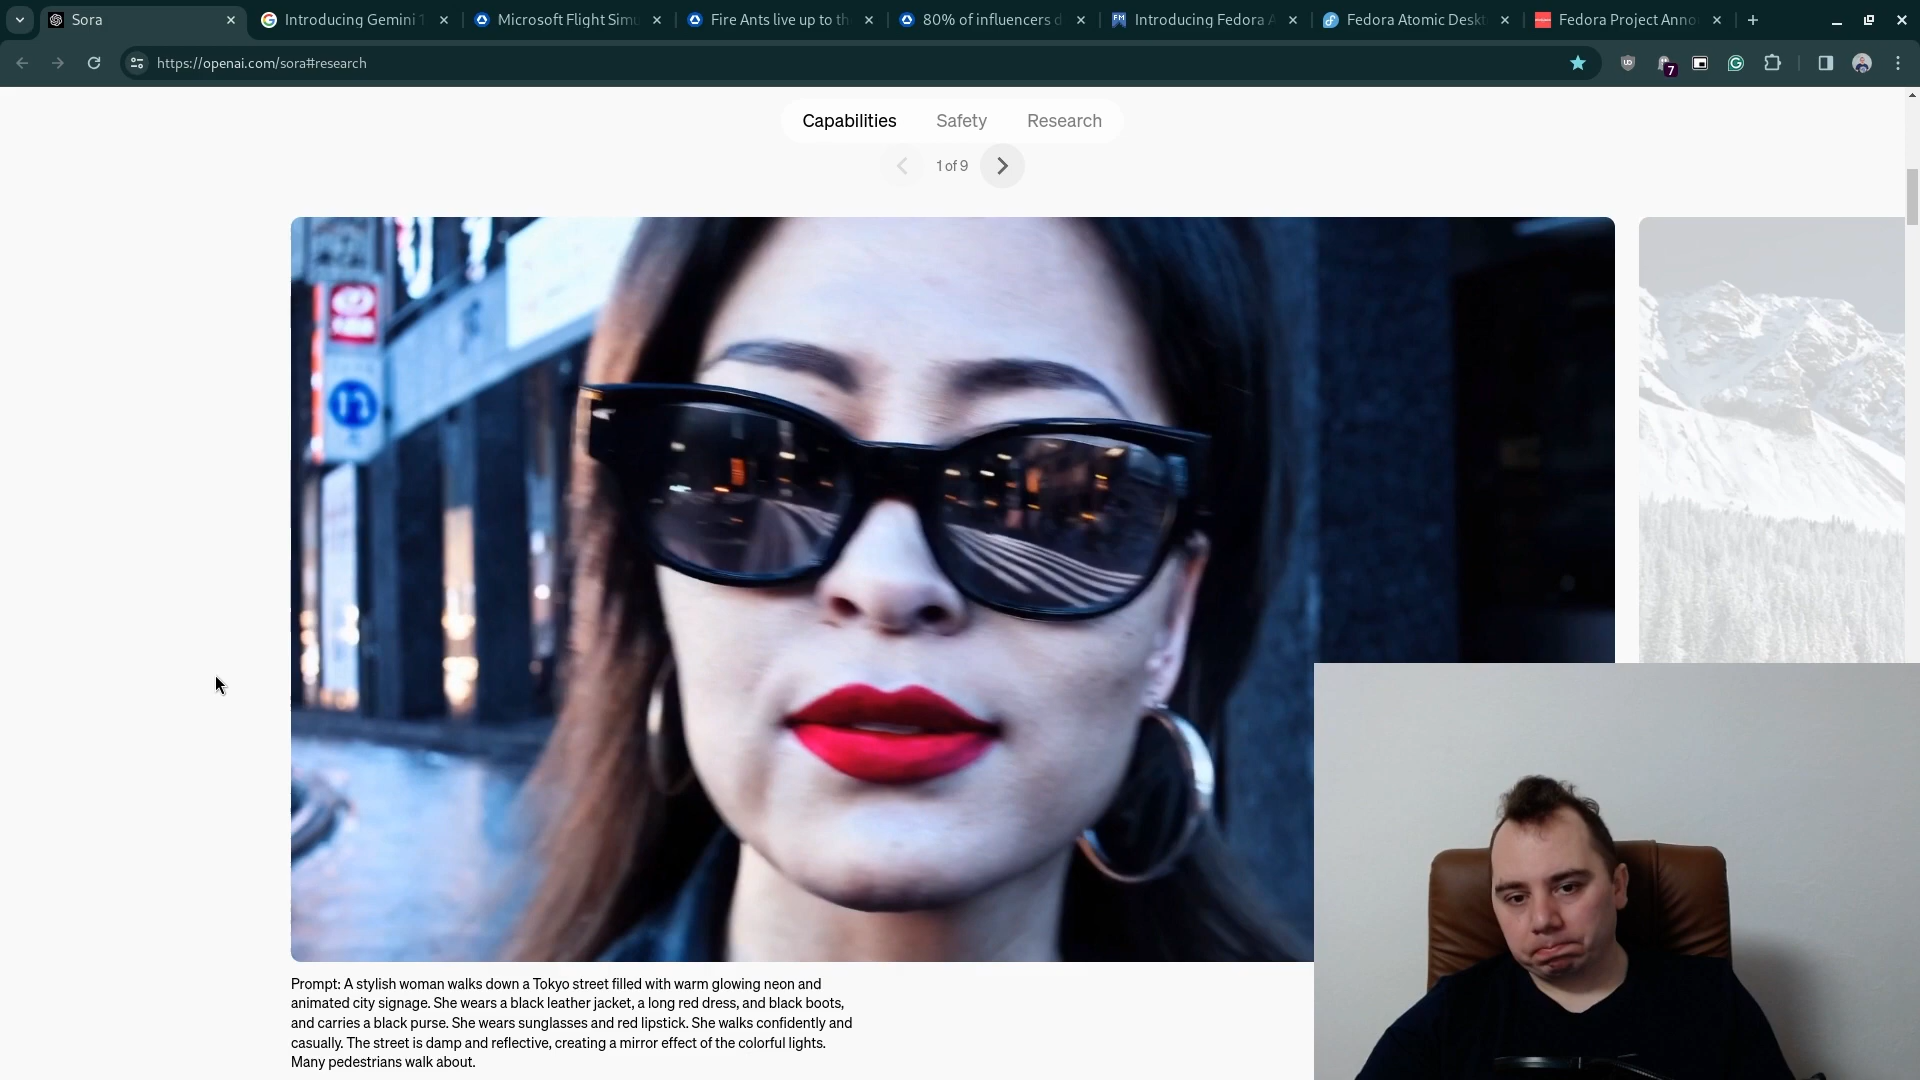 Sora
Introducing Gemini 1
Microsoft Flight Simu
Fire Ants live up to th
80% of influencers d
Introducing Fedora A
Fedora Atomic Deskt
Fedora Project Anno
https://openai.com/sora#research
7
Capabilities
Safety
Research
1 of 9
Prompt: A stylish woman walks down a Tokyo street filled with warm glowing neon and
animated city signage. She wears a black leather jacket, a long red dress, and black boots,
and carries a black purse. She wears sunglasses and red lipstick. She walks confidently and
casually. The street is damp and reflective, creating a mirror effect of the colorful lights.
Many pedestrians walk about.